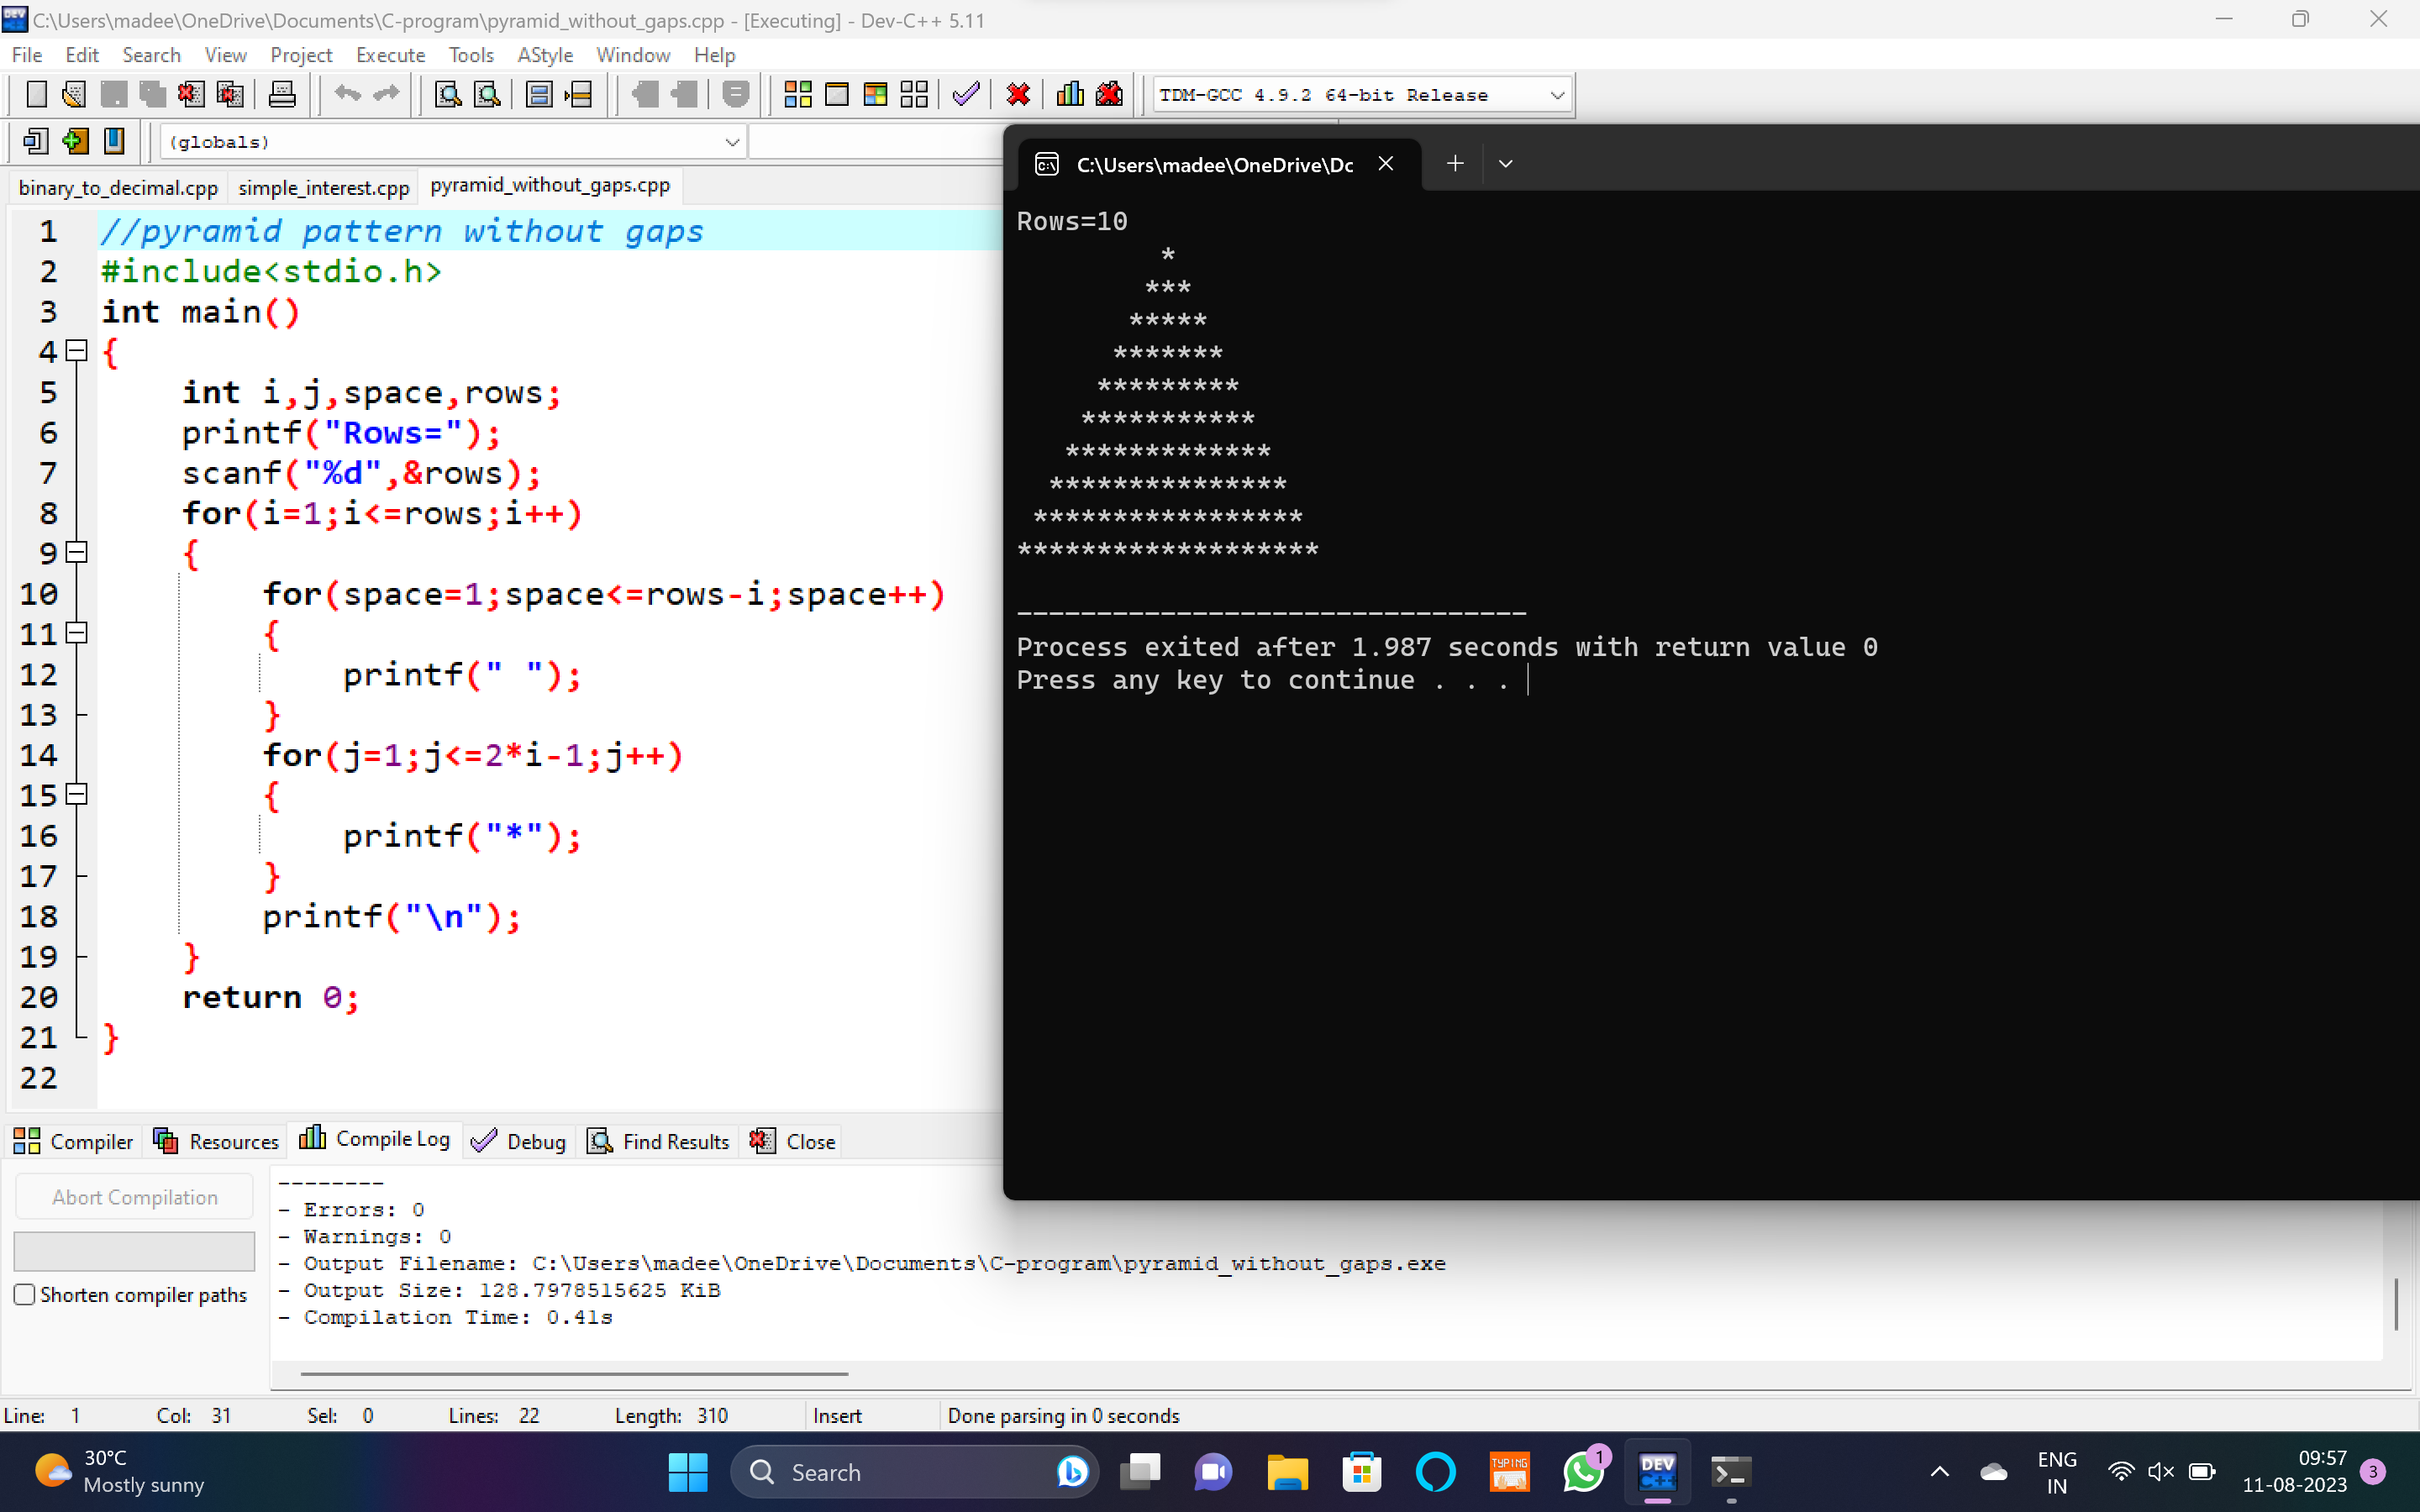 C:\Users\madee\OneDrive\Documents\C-program\pyramid_without_gaps.cpp - [Executing] - Dev-C++ 5.11
File Edit Search View Project Execute Tools AStyle Window Help
TDM-GCC 4.9.2 64-bit Release
(globals)
binary_to_decimal.cpp simple_interest.cpp pyramid_without_gaps.cpp
1 //pyramid pattern without gaps
2 #include<stdio.h>
3 int main()
4 {
5 int i,j,space,rows;
6 printf("Rows=");
7 scanf("%d",&rows);
8 for(i=1;i<=rows;i++)
9 {
10 for(space=1;space<=rows-i;space++)
11 {
12 printf(" ");
13 }
14 for(j=1;j<=2*i-1;j++)
15 {
16 printf("*");
17 }
18 printf("\n");
19 }
20 return 0;
21 }
22
C:\Users\madee\OneDrive\Dc
Rows=10
         *
        ***
       *****
      *******
     *********
    ***********
   *************
  ***************
 *****************
*******************
--------------------------------
Process exited after 1.987 seconds with return value 0
Press any key to continue . . .
Compiler Resources Compile Log Debug Find Results Close
Abort Compilation
Shorten compiler paths
--------
- Errors: 0
- Warnings: 0
- Output Filename: C:\Users\madee\OneDrive\Documents\C-program\pyramid_without_gaps.exe
- Output Size: 128.7978515625 KiB
- Compilation Time: 0.41s
Line: 1 Col: 31 Sel: 0 Lines: 22 Length: 310 Insert Done parsing in 0 seconds
30°C
Mostly sunny
Search
TYPING
1
DEV
C++
ENG
IN
09:57
11-08-2023
3